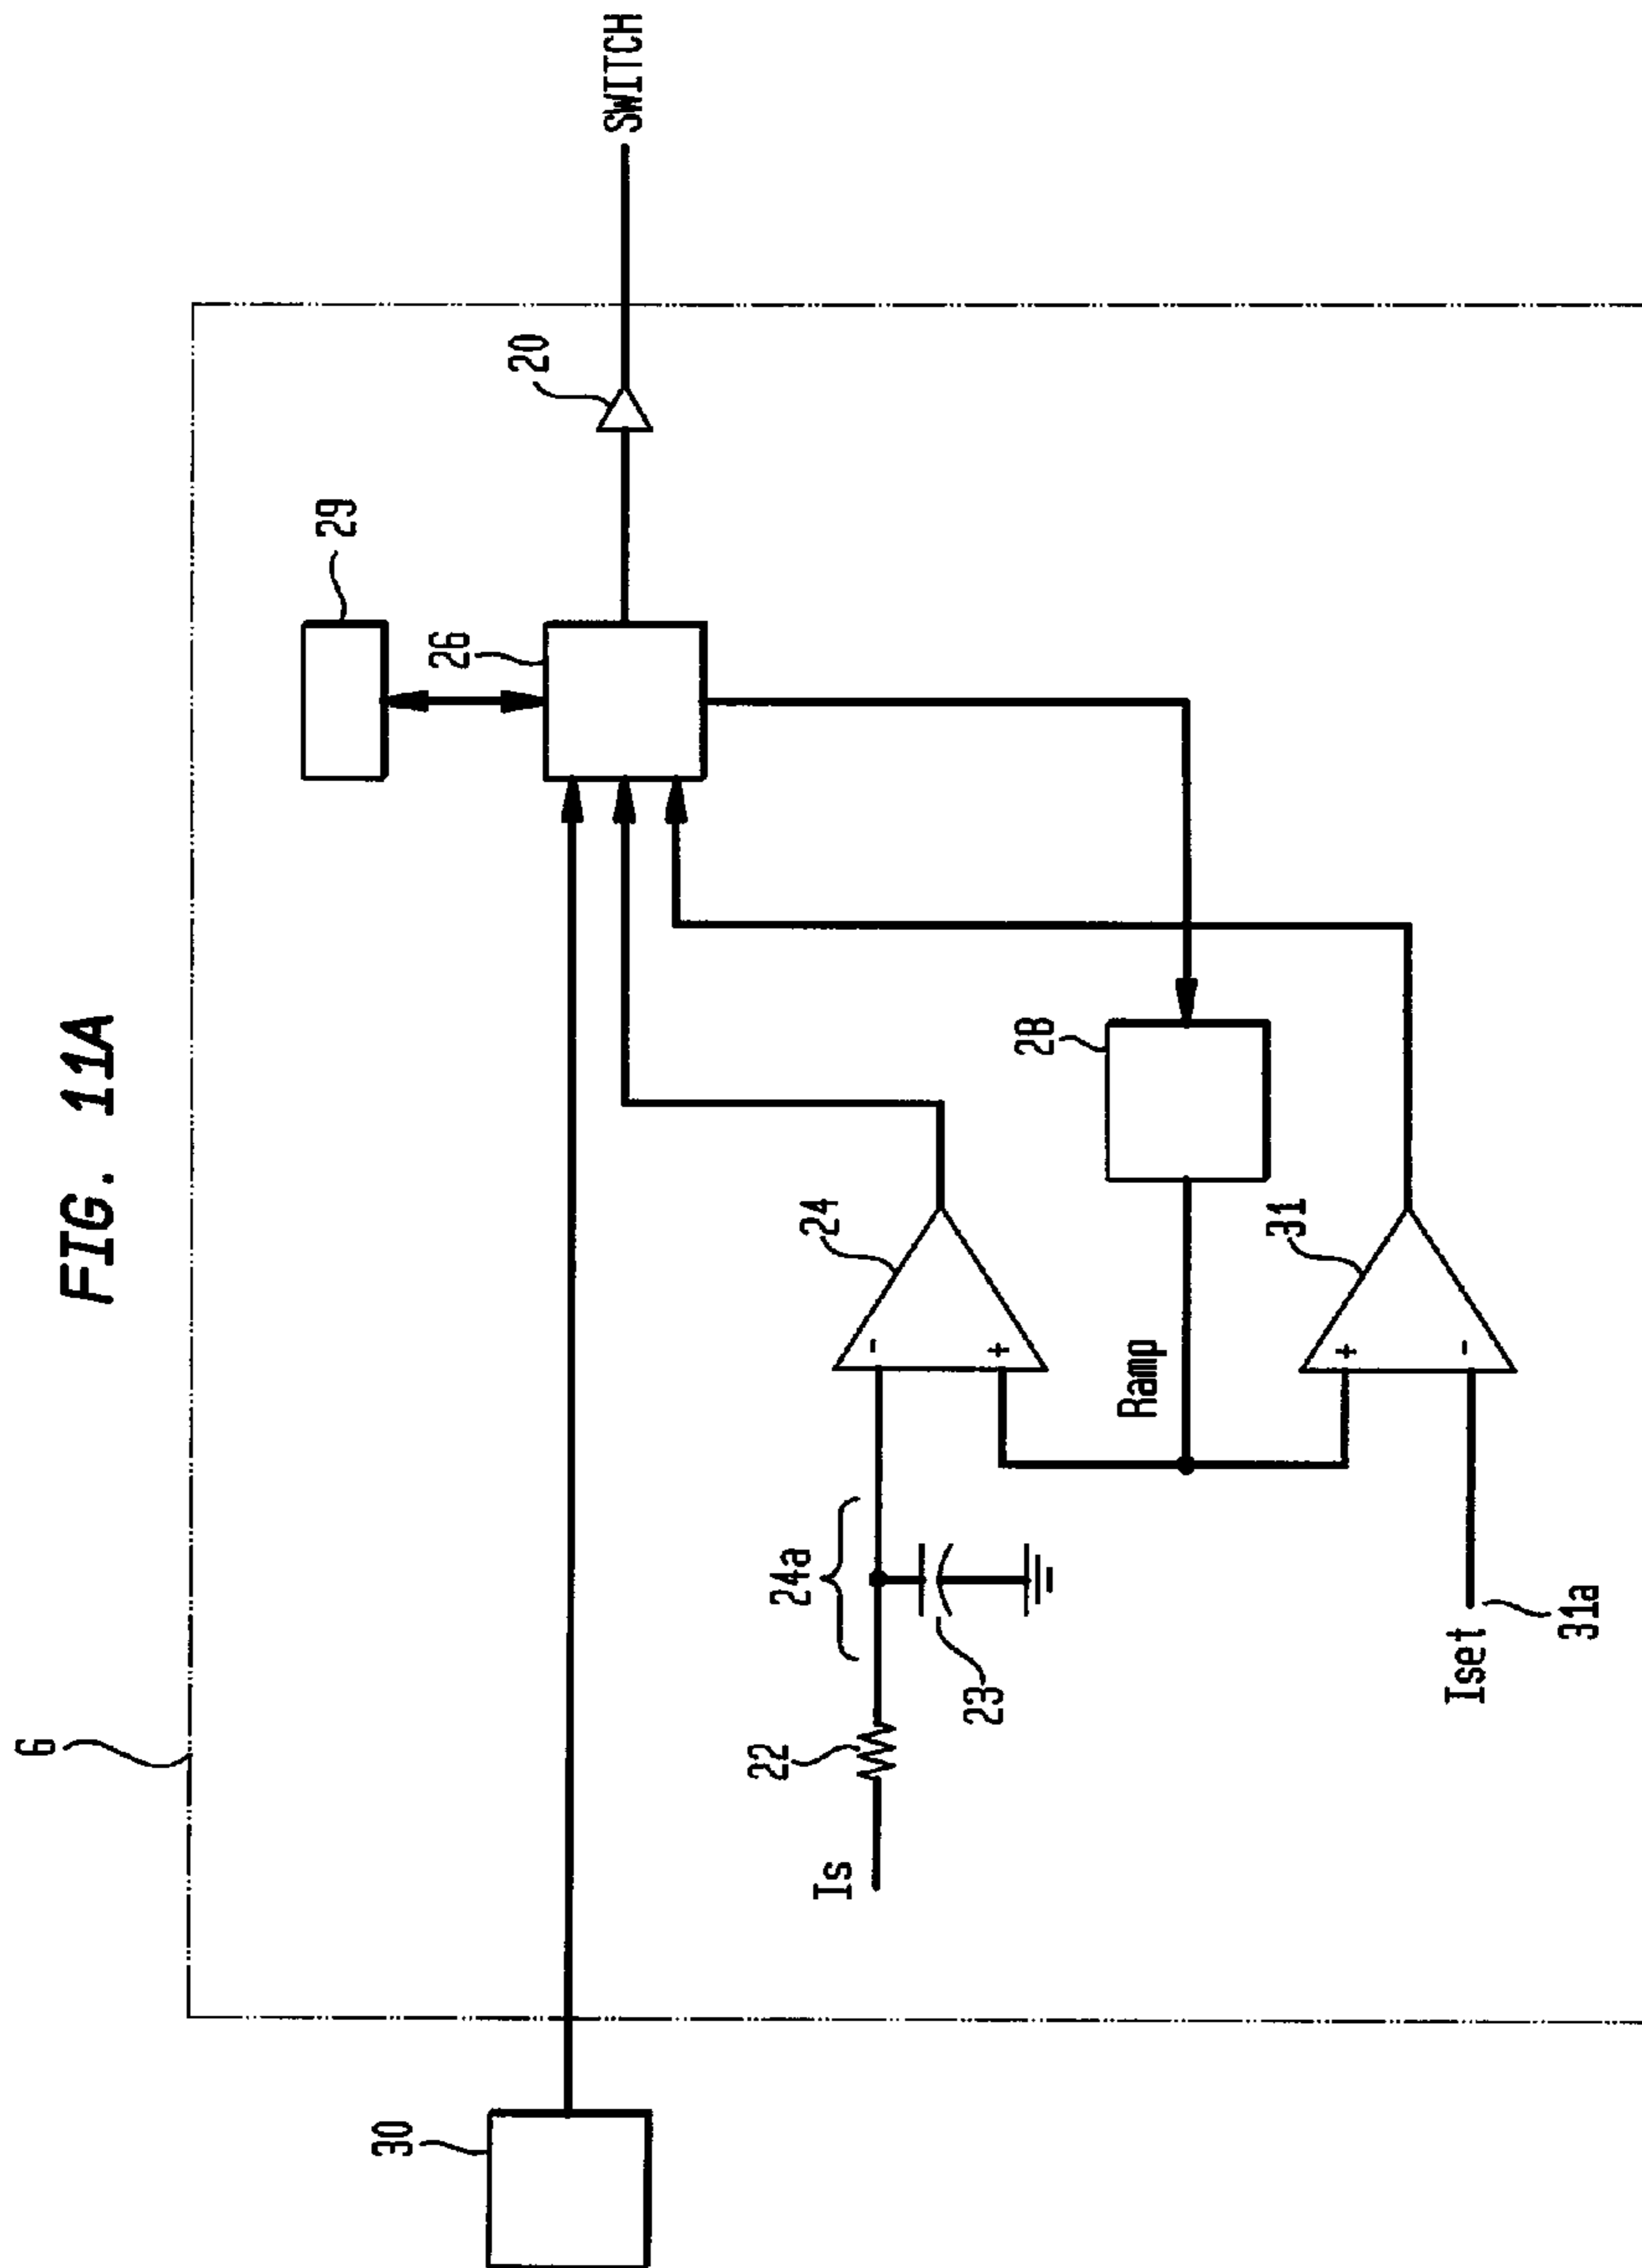 FIG. 11A
6
30
29
26
20
SWITCH
24
24a
22
Is
23
28
Ramp
31
+
-
-
+
Iset
31a